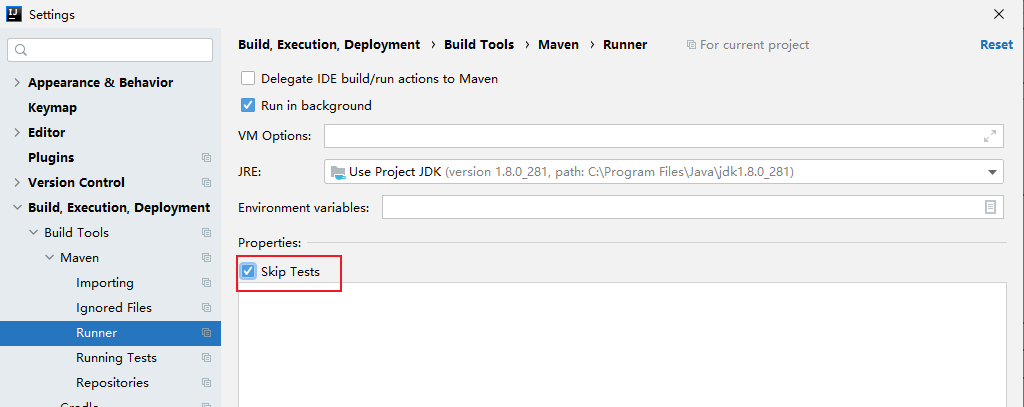 Settings
Build, Execution, Deployment › Build Tools › Maven › Runner For current project Reset
Appearance & Behavior
Keymap
Editor
Plugins
Version Control
Build, Execution, Deployment
Build Tools
Maven
Importing
Ignored Files
Runner
Running Tests
Repositories
Gradle
Delegate IDE build/run actions to Maven
Run in background
VM Options:
JRE: Use Project JDK (version 1.8.0_281, path: C:\Program Files\Java\jdk1.8.0_281)
Environment variables:
Properties:
Skip Tests